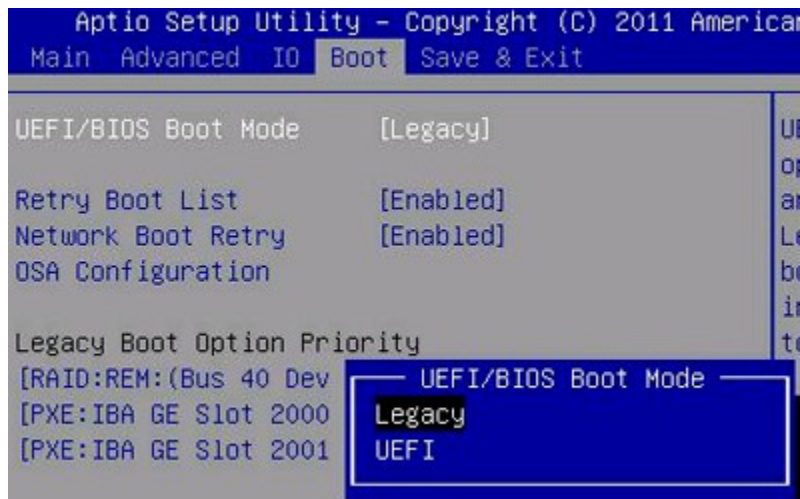 Aptio Setup Utility – Copyright (C) 2011 American
Main Advanced IO Boot Save & Exit
UEFI/BIOS Boot Mode [Legacy]
Retry Boot List [Enabled]
Network Boot Retry [Enabled]
OSA Configuration
Legacy Boot Option Priority
[RAID:REM:(Bus 40 Dev
[PXE:IBA GE Slot 2000
[PXE:IBA GE Slot 2001
UEFI/BIOS Boot Mode
Legacy
UEFI